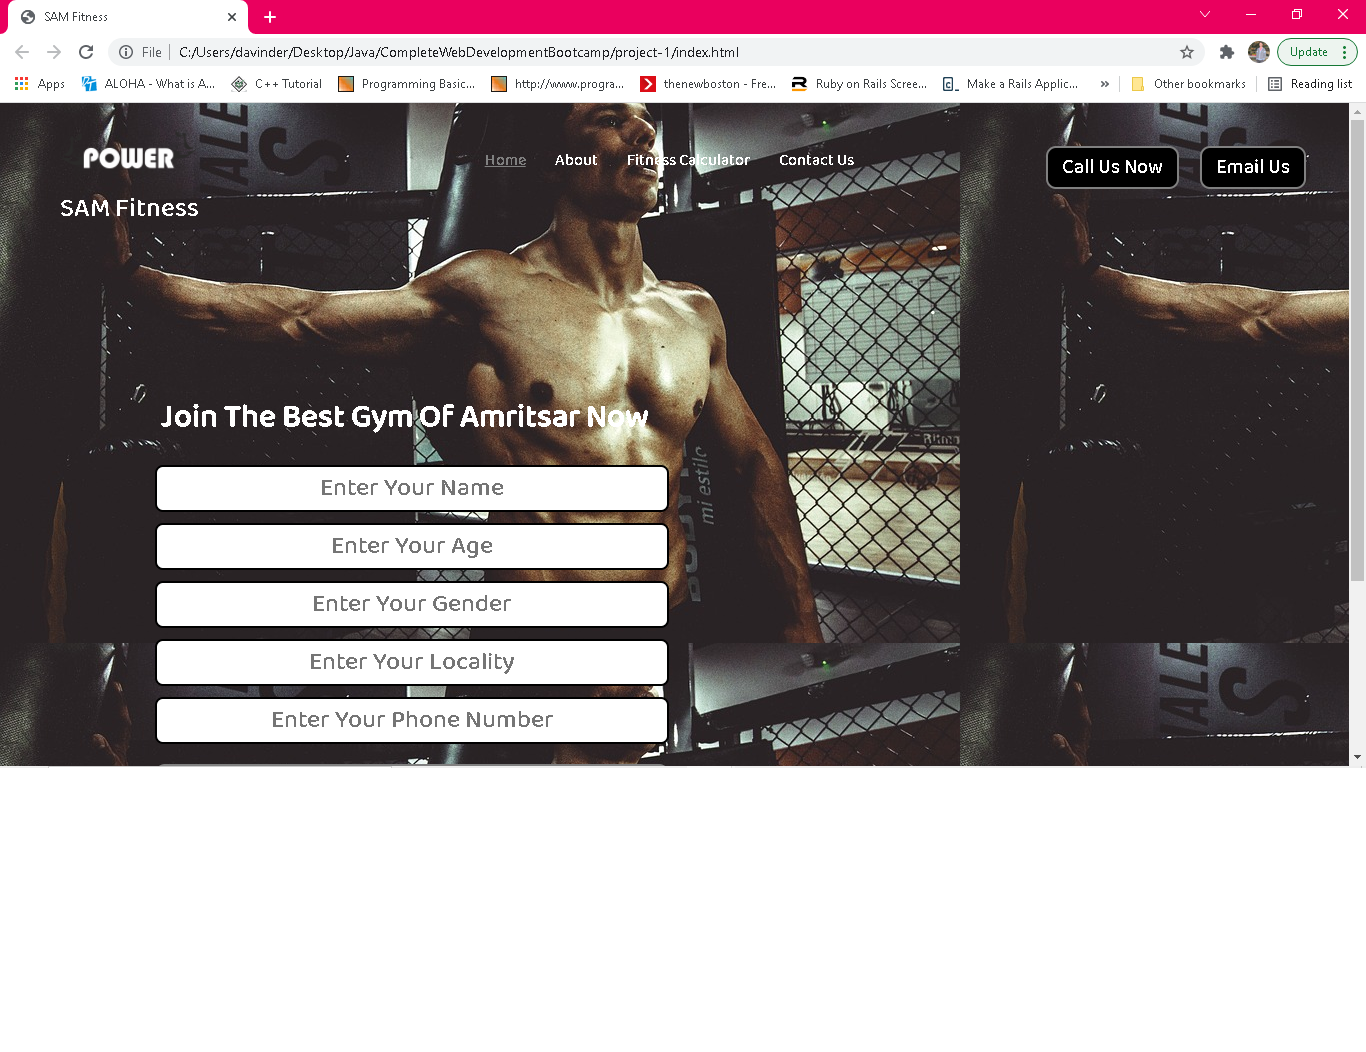 SAM Fitness
File
C:/Users/davinder/Desktop/Java/CompleteWebDevelopmentBootcamp/project-1/index.html
Update
Apps
ALOHA - What is A...
C++ Tutorial
Programming Basic...
http://www.progra...
thenewboston - Fre...
Ruby on Rails Scree...
Make a Rails Applic...
»
Other bookmarks
Reading list
POWER
Home
About
Fitness Calculator
Contact Us
Call Us Now
Email Us
SAM Fitness
Join The Best Gym Of Amritsar Now
Enter Your Name
Enter Your Age
Enter Your Gender
Enter Your Locality
Enter Your Phone Number
mi estilo